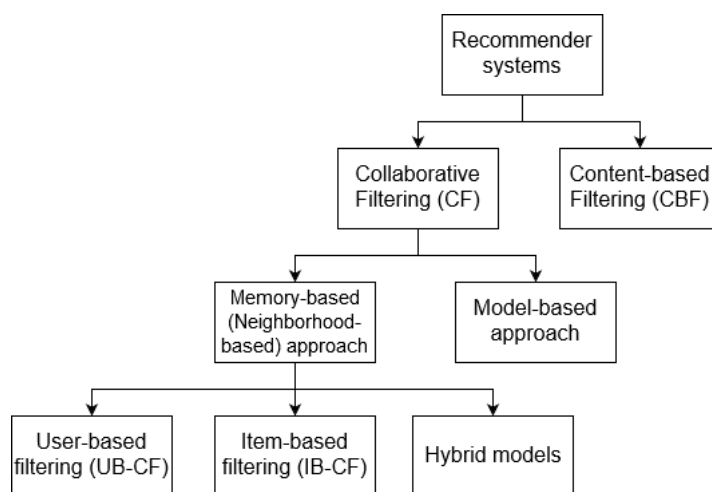 Recommender
systems
Collaborative
Filtering (CF)
Content-based
Filtering (CBF)
Memory-based
(Neighborhood-
based) approach
Model-based
approach
User-based
filtering (UB-CF)
Item-based
filtering (IB-CF)
Hybrid models